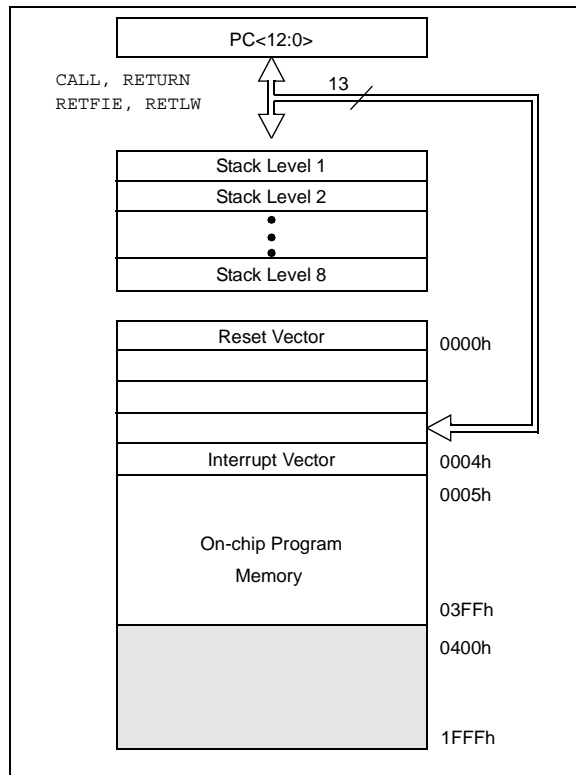 PC<12:0>
CALL, RETURN
RETFIE, RETLW
13
Stack Level 1
Stack Level 2
Stack Level 8
Reset Vector
0000h
Interrupt Vector
0004h
0005h
On-chip Program
Memory
03FFh
0400h
1FFFh